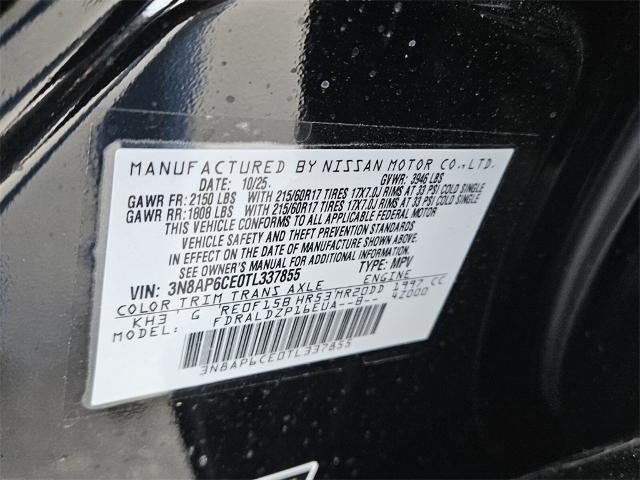 MANUFACTURED BY NISSAN MOTOR CO.,LTD.
DATE: 10/25. GVWR: 3946 LBS
GAWR FR: 2150 LBS WITH 215/60R17 TIRES 17X7.0J RIMS AT 33 PSI COLD SINGLE
GAWR RR: 1808 LBS WITH 215/60R17 TIRES 17X7.0J RIMS AT 33 PSI COLD SINGLE
THIS VEHICLE CONFORMS TO ALL APPLICABLE FEDERAL MOTOR
VEHICLE SAFETY AND THEFT PREVENTION STANDARDS
IN EFFECT ON THE DATE OF MANUFACTURE SHOWN ABOVE.
SEE OWNER'S MANUAL FOR ADDITIONAL INFORMATION.
VIN: 3N8AP6CE0TL337855 TYPE: MPV
COLOR TRIM TRANS AXLE ENGINE
KH3, G RE0F15B HR53 MR20DD 1997 CC
MODEL: FDRALDZP16EUA--B-- 42000
3N8AP6CE0TL337855